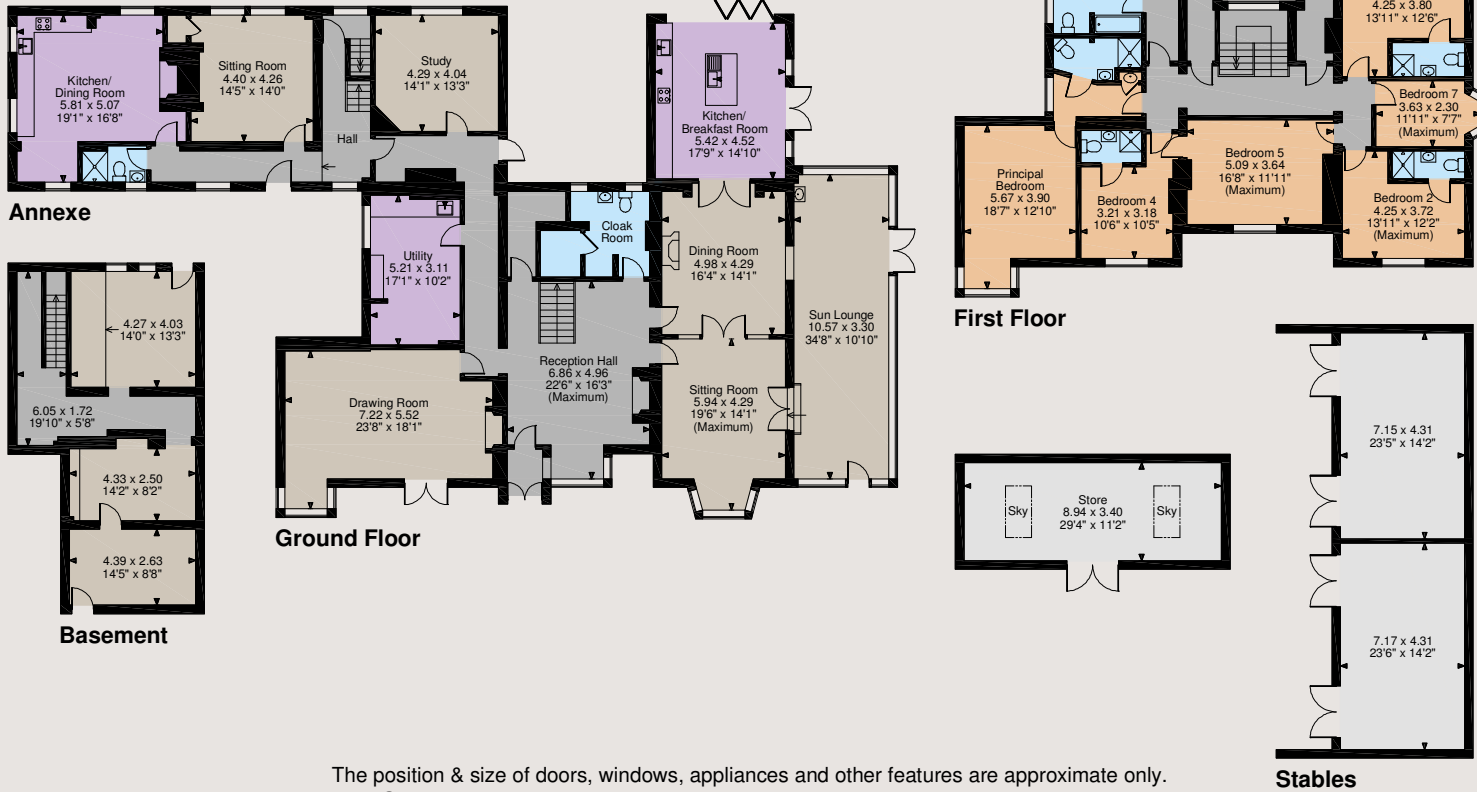 Kitchen/
Dining Room
5.81 x 5.07
19'1" x 16'8"
Sitting Room
4.40 x 4.26
14'5" x 14'0"
Hall
Study
4.29 x 4.04
14'1" x 13'3"
Annexe
Kitchen/
Breakfast Room
5.42 x 4.52
17'9" x 14'10"
Utility
5.21 x 3.11
17'1" x 10'2"
Cloak
Room
Dining Room
4.98 x 4.29
16'4" x 14'1"
Sun Lounge
10.57 x 3.30
34'8" x 10'10"
Reception Hall
6.86 x 4.96
22'6" x 16'3"
(Maximum)
Sitting Room
5.94 x 4.29
19'6" x 14'1"
(Maximum)
Drawing Room
7.22 x 5.52
23'8" x 18'1"
Ground Floor
4.27 x 4.03
14'0" x 13'3"
6.05 x 1.72
19'10" x 5'8"
4.33 x 2.50
14'2" x 8'2"
4.39 x 2.63
14'5" x 8'8"
Basement
4.25 x 3.80
13'11" x 12'6"
Bedroom 7
3.63 x 2.30
11'11" x 7'7"
(Maximum)
Principal
Bedroom
5.67 x 3.90
18'7" x 12'10"
Bedroom 4
3.21 x 3.18
10'6" x 10'5"
Bedroom 5
5.09 x 3.64
16'8" x 11'11"
(Maximum)
Bedroom 2
4.25 x 3.72
13'11" x 12'2"
(Maximum)
First Floor
Sky
Store
8.94 x 3.40
29'4" x 11'2"
Sky
7.15 x 4.31
23'5" x 14'2"
7.17 x 4.31
23'6" x 14'2"
Stables
The position & size of doors, windows, appliances and other features are approximate only.